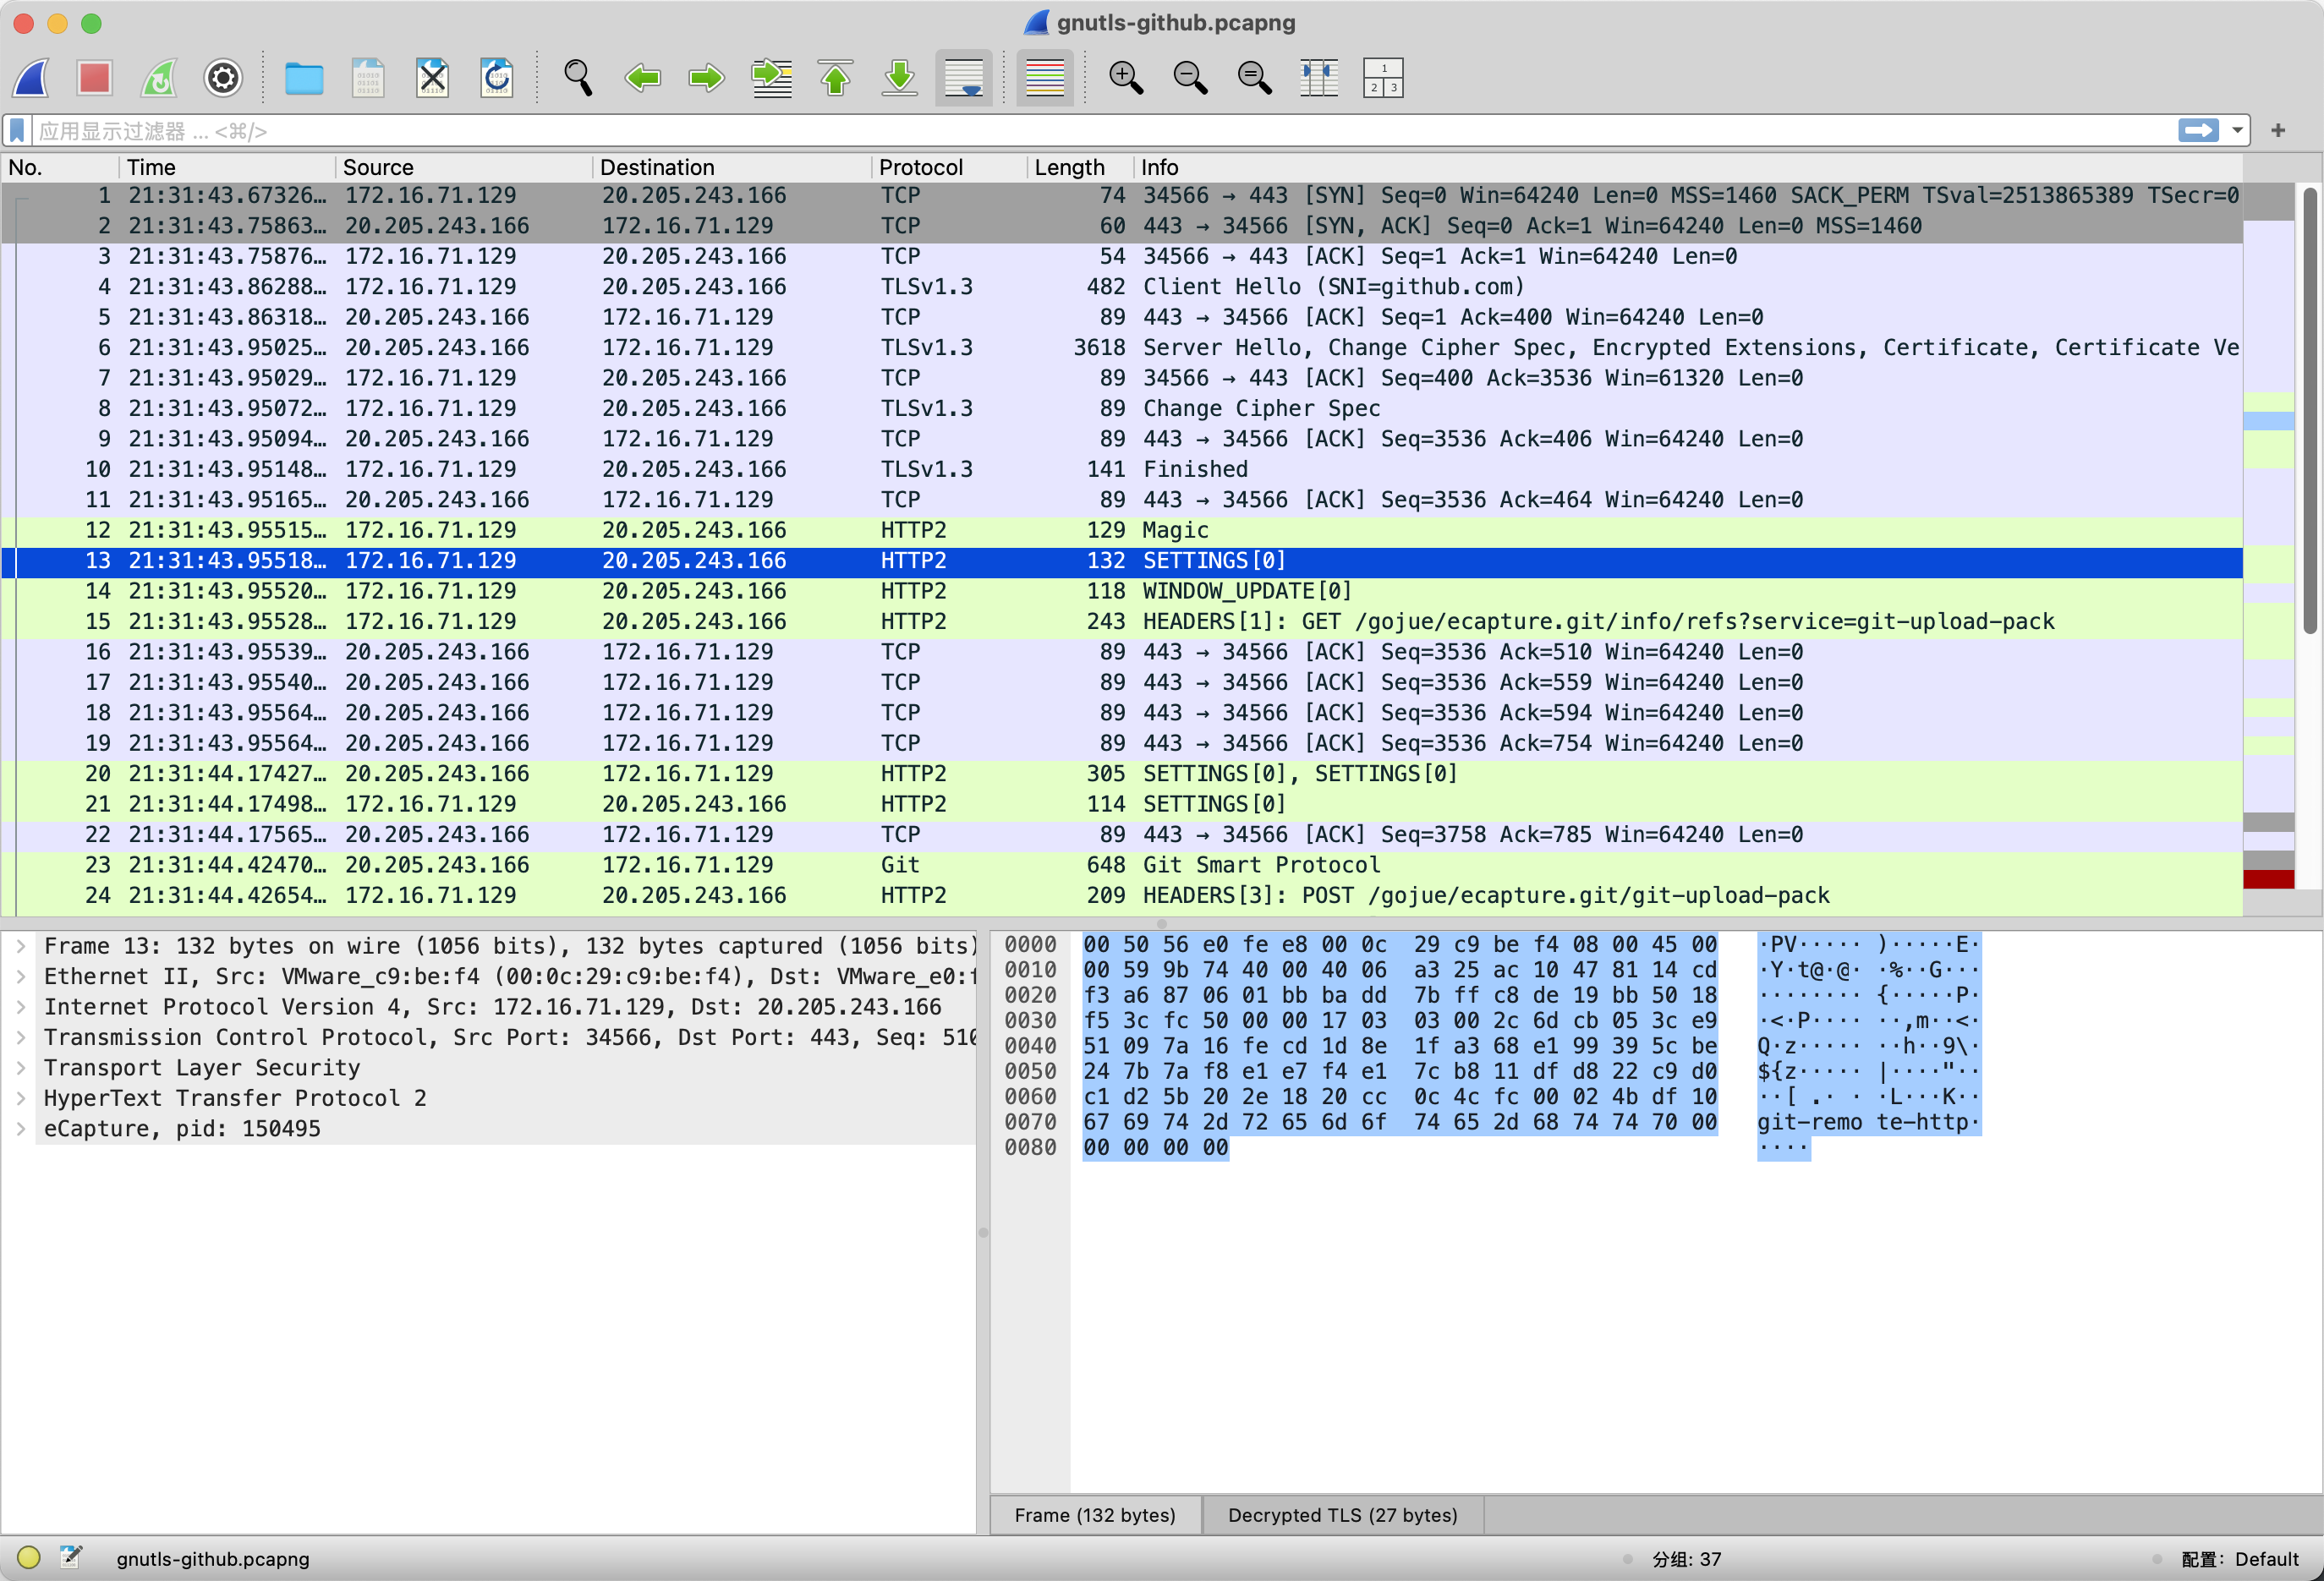 gnutls-github.pcapng
应用显示过滤器 ... <⌘/>
No. Time Source Destination Protocol Length Info
1 21:31:43.67326… 172.16.71.129 20.205.243.166 TCP 74 34566 → 443 [SYN] Seq=0 Win=64240 Len=0 MSS=1460 SACK_PERM TSval=2513865389 TSecr=0
2 21:31:43.75863… 20.205.243.166 172.16.71.129 TCP 60 443 → 34566 [SYN, ACK] Seq=0 Ack=1 Win=64240 Len=0 MSS=1460
3 21:31:43.75876… 172.16.71.129 20.205.243.166 TCP 54 34566 → 443 [ACK] Seq=1 Ack=1 Win=64240 Len=0
4 21:31:43.86288… 172.16.71.129 20.205.243.166 TLSv1.3 482 Client Hello (SNI=github.com)
5 21:31:43.86318… 20.205.243.166 172.16.71.129 TCP 89 443 → 34566 [ACK] Seq=1 Ack=400 Win=64240 Len=0
6 21:31:43.95025… 20.205.243.166 172.16.71.129 TLSv1.3 3618 Server Hello, Change Cipher Spec, Encrypted Extensions, Certificate, Certificate Ve
7 21:31:43.95029… 172.16.71.129 20.205.243.166 TCP 89 34566 → 443 [ACK] Seq=400 Ack=3536 Win=61320 Len=0
8 21:31:43.95072… 172.16.71.129 20.205.243.166 TLSv1.3 89 Change Cipher Spec
9 21:31:43.95094… 20.205.243.166 172.16.71.129 TCP 89 443 → 34566 [ACK] Seq=3536 Ack=406 Win=64240 Len=0
10 21:31:43.95148… 172.16.71.129 20.205.243.166 TLSv1.3 141 Finished
11 21:31:43.95165… 20.205.243.166 172.16.71.129 TCP 89 443 → 34566 [ACK] Seq=3536 Ack=464 Win=64240 Len=0
12 21:31:43.95515… 172.16.71.129 20.205.243.166 HTTP2 129 Magic
13 21:31:43.95518… 172.16.71.129 20.205.243.166 HTTP2 132 SETTINGS[0]
14 21:31:43.95520… 172.16.71.129 20.205.243.166 HTTP2 118 WINDOW_UPDATE[0]
15 21:31:43.95528… 172.16.71.129 20.205.243.166 HTTP2 243 HEADERS[1]: GET /gojue/ecapture.git/info/refs?service=git-upload-pack
16 21:31:43.95539… 20.205.243.166 172.16.71.129 TCP 89 443 → 34566 [ACK] Seq=3536 Ack=510 Win=64240 Len=0
17 21:31:43.95540… 20.205.243.166 172.16.71.129 TCP 89 443 → 34566 [ACK] Seq=3536 Ack=559 Win=64240 Len=0
18 21:31:43.95564… 20.205.243.166 172.16.71.129 TCP 89 443 → 34566 [ACK] Seq=3536 Ack=594 Win=64240 Len=0
19 21:31:43.95564… 20.205.243.166 172.16.71.129 TCP 89 443 → 34566 [ACK] Seq=3536 Ack=754 Win=64240 Len=0
20 21:31:44.17427… 20.205.243.166 172.16.71.129 HTTP2 305 SETTINGS[0], SETTINGS[0]
21 21:31:44.17498… 172.16.71.129 20.205.243.166 HTTP2 114 SETTINGS[0]
22 21:31:44.17565… 20.205.243.166 172.16.71.129 TCP 89 443 → 34566 [ACK] Seq=3758 Ack=785 Win=64240 Len=0
23 21:31:44.42470… 20.205.243.166 172.16.71.129 Git 648 Git Smart Protocol
24 21:31:44.42654… 172.16.71.129 20.205.243.166 HTTP2 209 HEADERS[3]: POST /gojue/ecapture.git/git-upload-pack
Frame 13: 132 bytes on wire (1056 bits), 132 bytes captured (1056 bits)
Ethernet II, Src: VMware_c9:be:f4 (00:0c:29:c9:be:f4), Dst: VMware_e0:f
Internet Protocol Version 4, Src: 172.16.71.129, Dst: 20.205.243.166
Transmission Control Protocol, Src Port: 34566, Dst Port: 443, Seq: 510
Transport Layer Security
HyperText Transfer Protocol 2
eCapture, pid: 150495
0000 00 50 56 e0 fe e8 00 0c 29 c9 be f4 08 00 45 00 ·PV····· )·····E·
0010 00 59 9b 74 40 00 40 06 a3 25 ac 10 47 81 14 cd ·Y·t@·@· ·%··G···
0020 f3 a6 87 06 01 bb ba dd 7b ff c8 de 19 bb 50 18 ········ {·····P·
0030 f5 3c fc 50 00 00 17 03 03 00 2c 6d cb 05 3c e9 ·<·P···· ··,m··<·
0040 51 09 7a 16 fe cd 1d 8e 1f a3 68 e1 99 39 5c be Q·z····· ··h··9\·
0050 24 7b 7a f8 e1 e7 f4 e1 7c b8 11 df d8 22 c9 d0 ${z····· |····"··
0060 c1 d2 5b 20 2e 18 20 cc 0c 4c fc 00 02 4b df 10 ··[ .· · ·L···K··
0070 67 69 74 2d 72 65 6d 6f 74 65 2d 68 74 74 70 00 git-remo te-http·
0080 00 00 00 00 ····
Frame (132 bytes) Decrypted TLS (27 bytes)
gnutls-github.pcapng 分组: 37 配置: Default